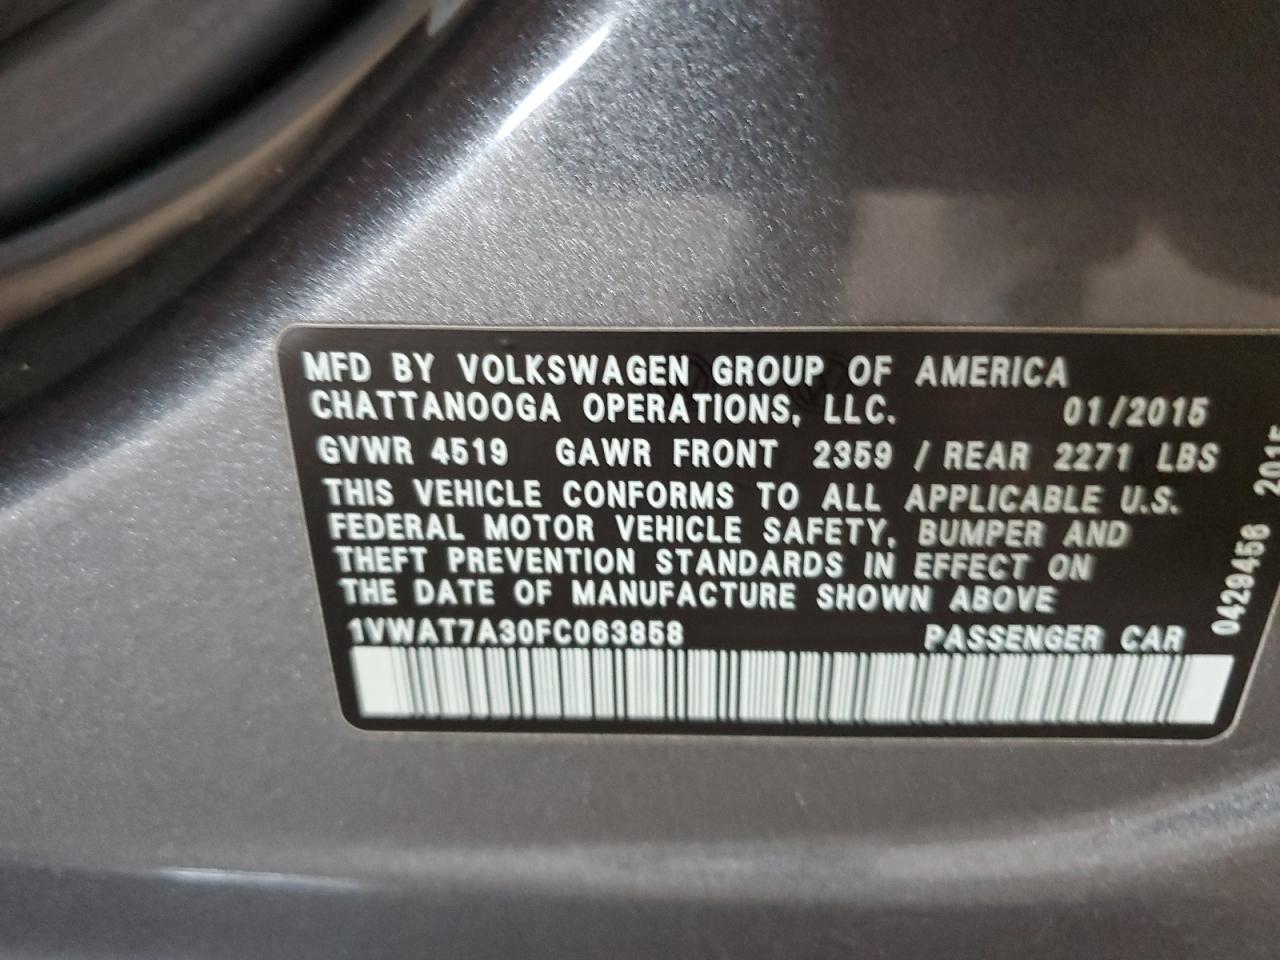 MFD BY VOLKSWAGEN GROUP OF AMERICA
CHATTANOOGA OPERATIONS, LLC. 01/2015
GVWR 4519 GAWR FRONT 2359 / REAR 2271 LBS
THIS VEHICLE CONFORMS TO ALL APPLICABLE U.S.
FEDERAL MOTOR VEHICLE SAFETY, BUMPER AND
THEFT PREVENTION STANDARDS IN EFFECT ON
THE DATE OF MANUFACTURE SHOWN ABOVE
1VWAT7A30FC063858 PASSENGER CAR
0429456 2015